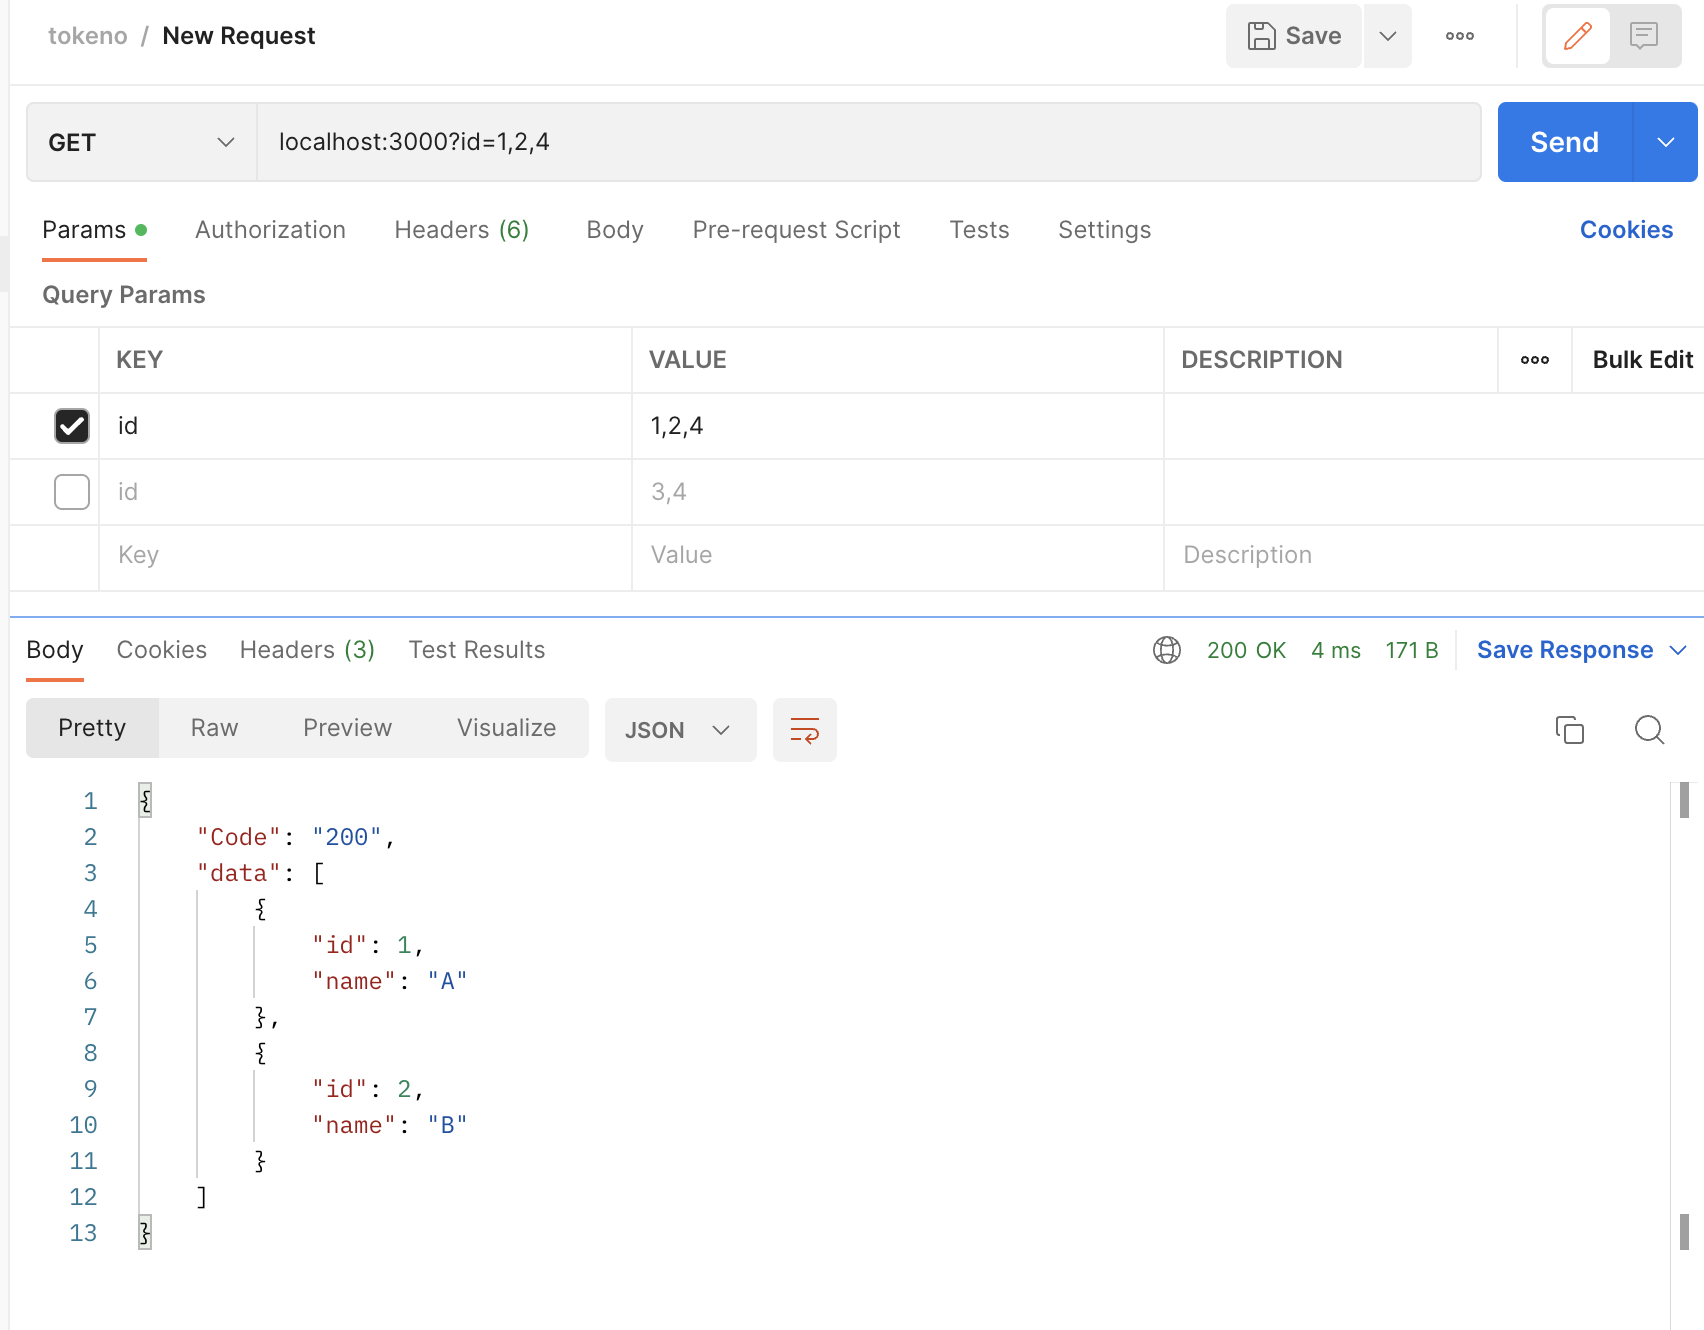 tokeno / New Request
Save
GET
localhost:3000?id=1,2,4
Send
Params
Authorization
Headers (6)
Body
Pre-request Script
Tests
Settings
Cookies
Query Params
KEY
VALUE
DESCRIPTION
Bulk Edit
id
1,2,4
id
3,4
Key
Value
Description
Body
Cookies
Headers (3)
Test Results
200 OK
4 ms
171 B
Save Response
Pretty
Raw
Preview
Visualize
JSON
1 {
2 "Code": "200",
3 "data": [
4 {
5 "id": 1,
6 "name": "A"
7 },
8 {
9 "id": 2,
10 "name": "B"
11 }
12 ]
13 }